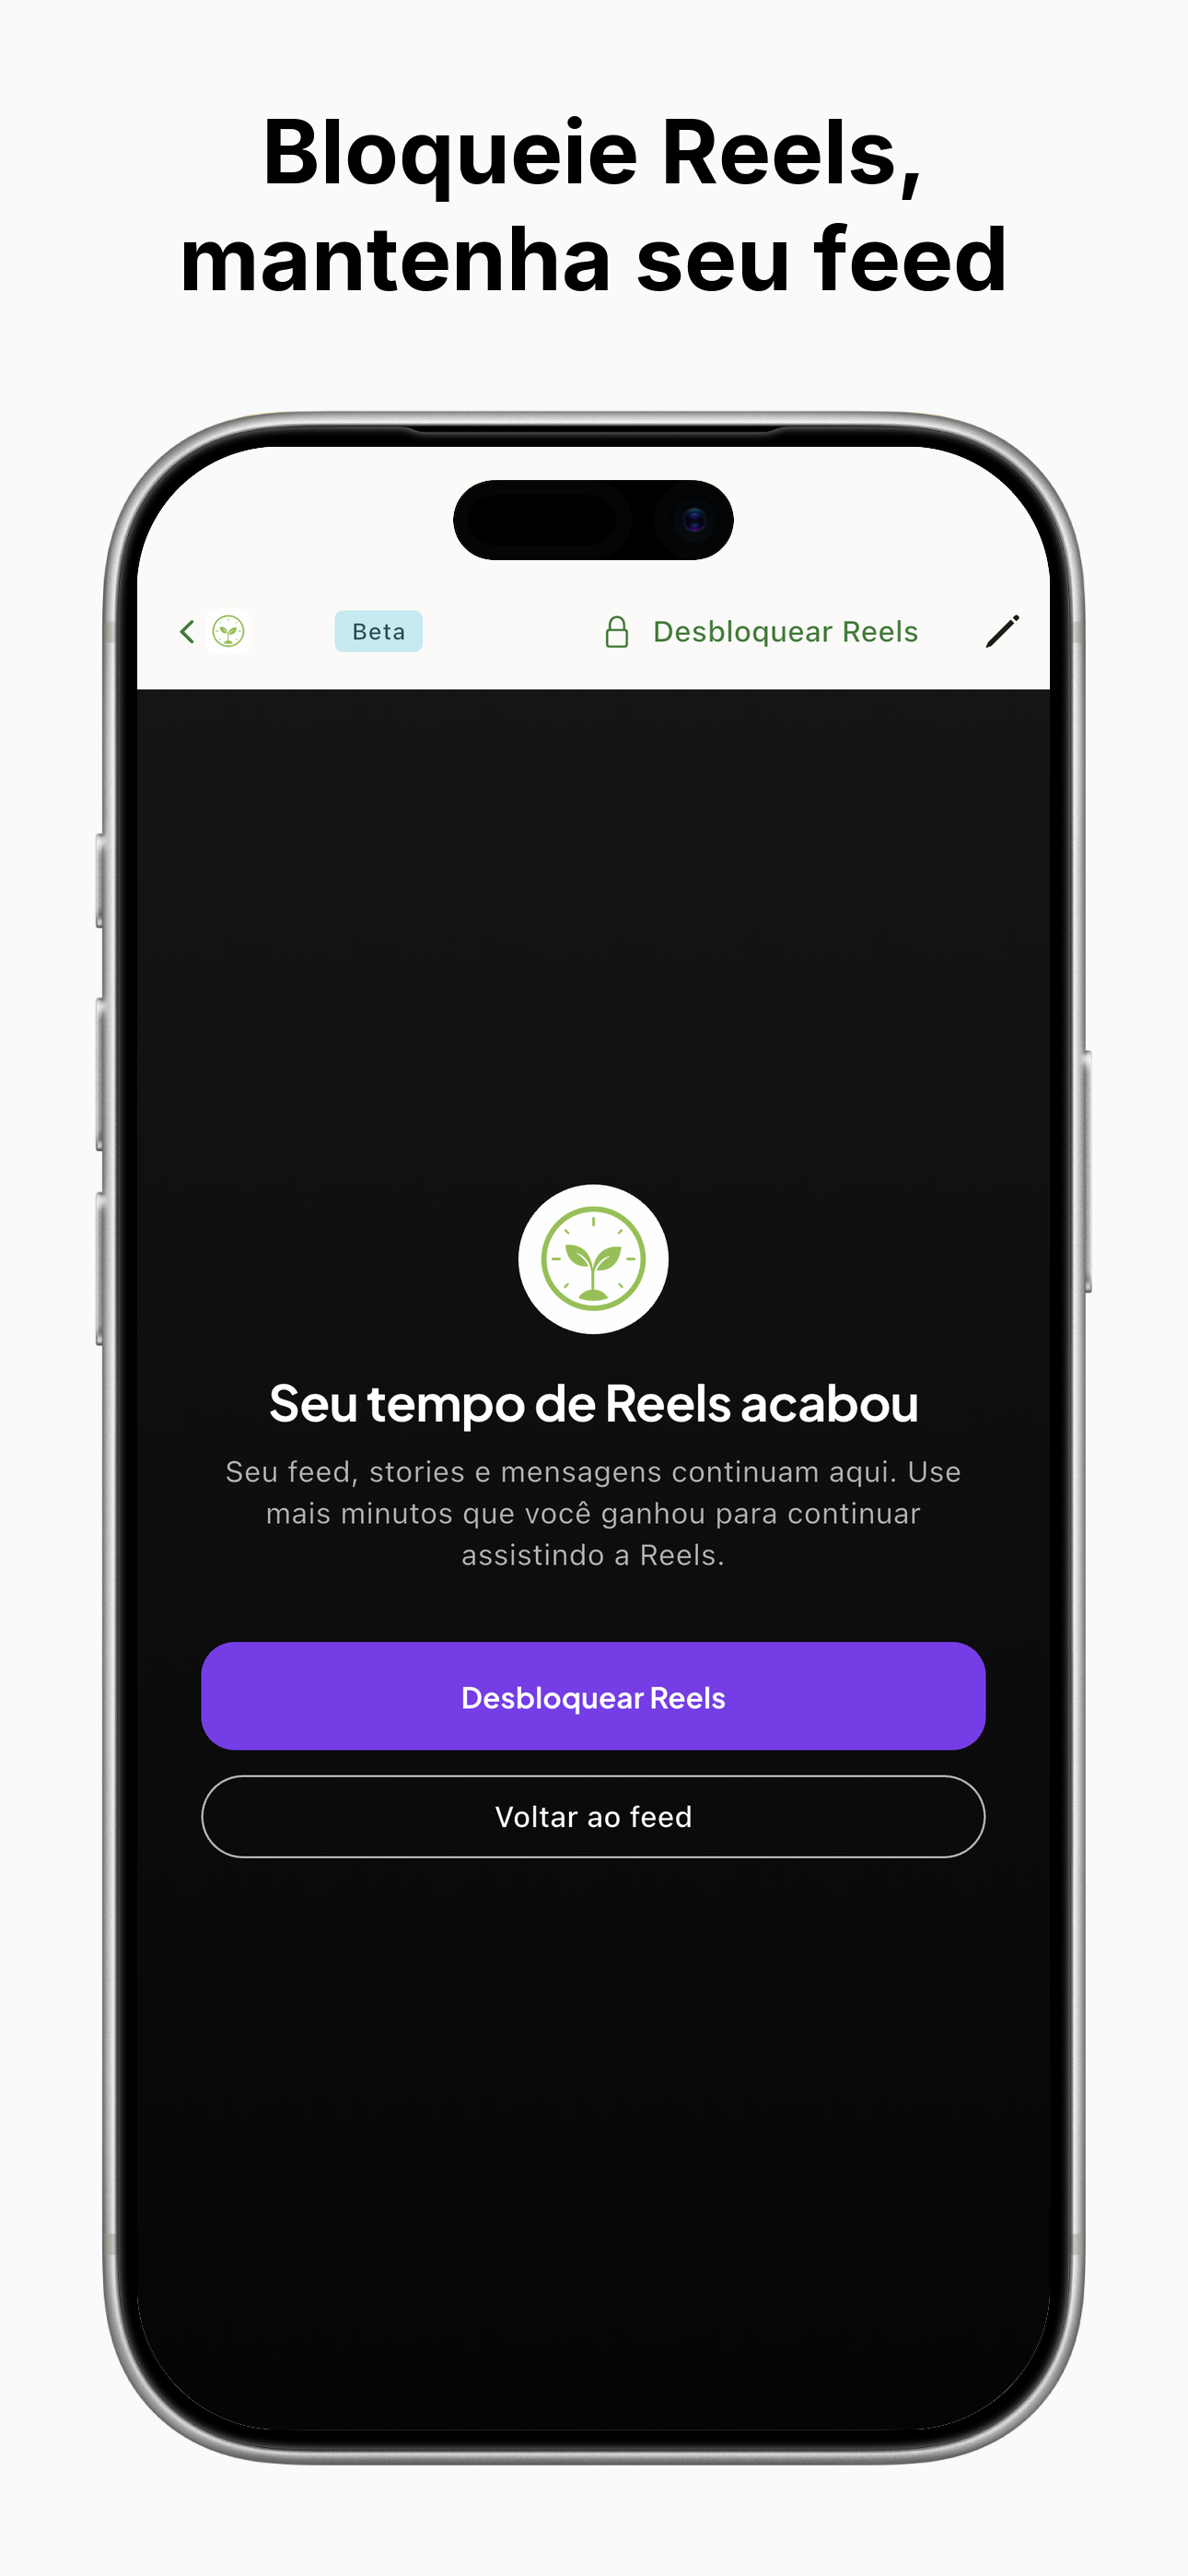 Bloqueie Reels,
mantenha seu feed
Beta
Desbloquear Reels
Seu tempo de Reels acabou
Seu feed, stories e mensagens continuam aqui. Use
mais minutos que você ganhou para continuar
assistindo a Reels.
Desbloquear Reels
Voltar ao feed